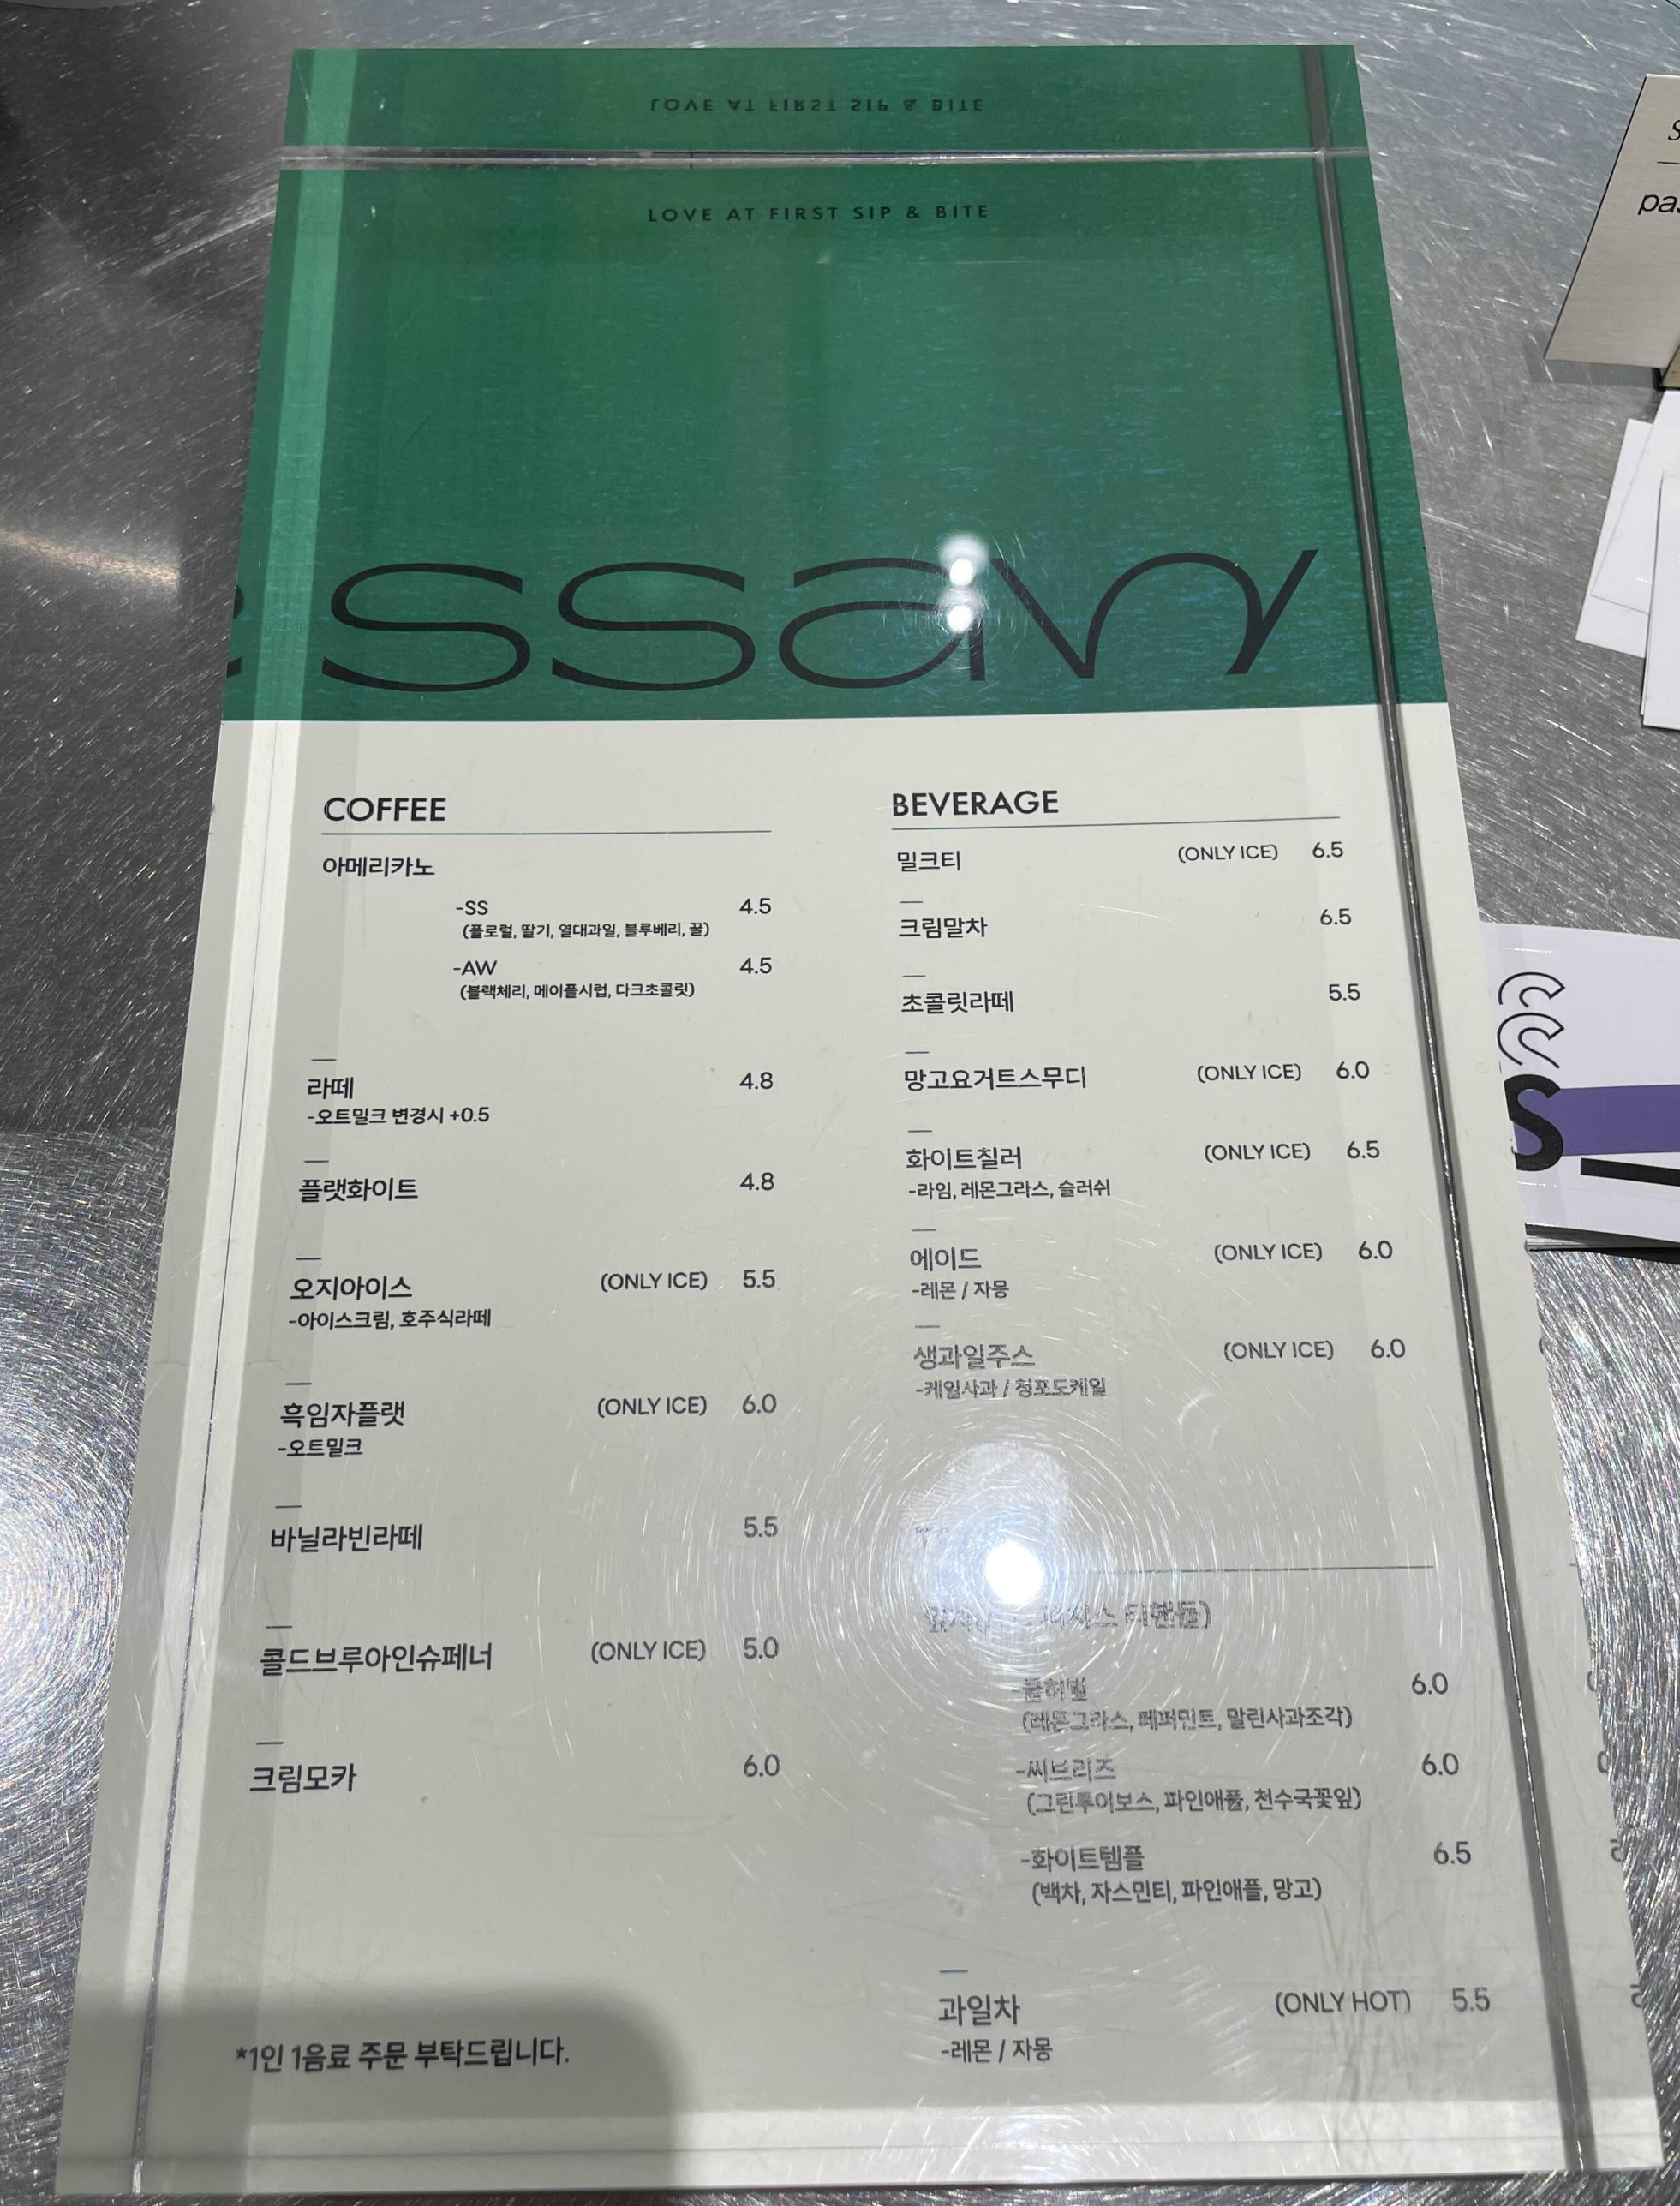 LOVE AT FIRST SIP & BITE
ssaw
COFFEE
아메리카노
-SS 4.5
(플로럴, 딸기, 열대과일, 블루베리, 꿀)
-AW 4.5
(블랙체리, 메이플시럽, 다크초콜릿)
라떼 4.8
-오트밀크 변경시 +0.5
플랫화이트 4.8
오지아이스 (ONLY ICE) 5.5
-아이스크림, 호주식라떼
흑임자플랫 (ONLY ICE) 6.0
-오트밀크
바닐라빈라떼 5.5
콜드브루아인슈페너 (ONLY ICE) 5.0
크림모카 6.0
*1인 1음료 주문 부탁드립니다.
BEVERAGE
밀크티 (ONLY ICE) 6.5
크림말차 6.5
초콜릿라떼 5.5
망고요거트스무디 (ONLY ICE) 6.0
화이트칠러 (ONLY ICE) 6.5
-라임, 레몬그라스, 슬러쉬
에이드 (ONLY ICE) 6.0
-레몬 / 자몽
생과일주스 (ONLY ICE) 6.0
-케일사과 / 청포도케일
티핸들)
6.0
(레몬그라스, 페퍼민트, 말린사과조각)
-씨브리즈 6.0
(그린루이보스, 파인애플, 천수국꽃잎)
-화이트템플 6.5
(백차, 자스민티, 파인애플, 망고)
과일차 (ONLY HOT) 5.5
-레몬 / 자몽